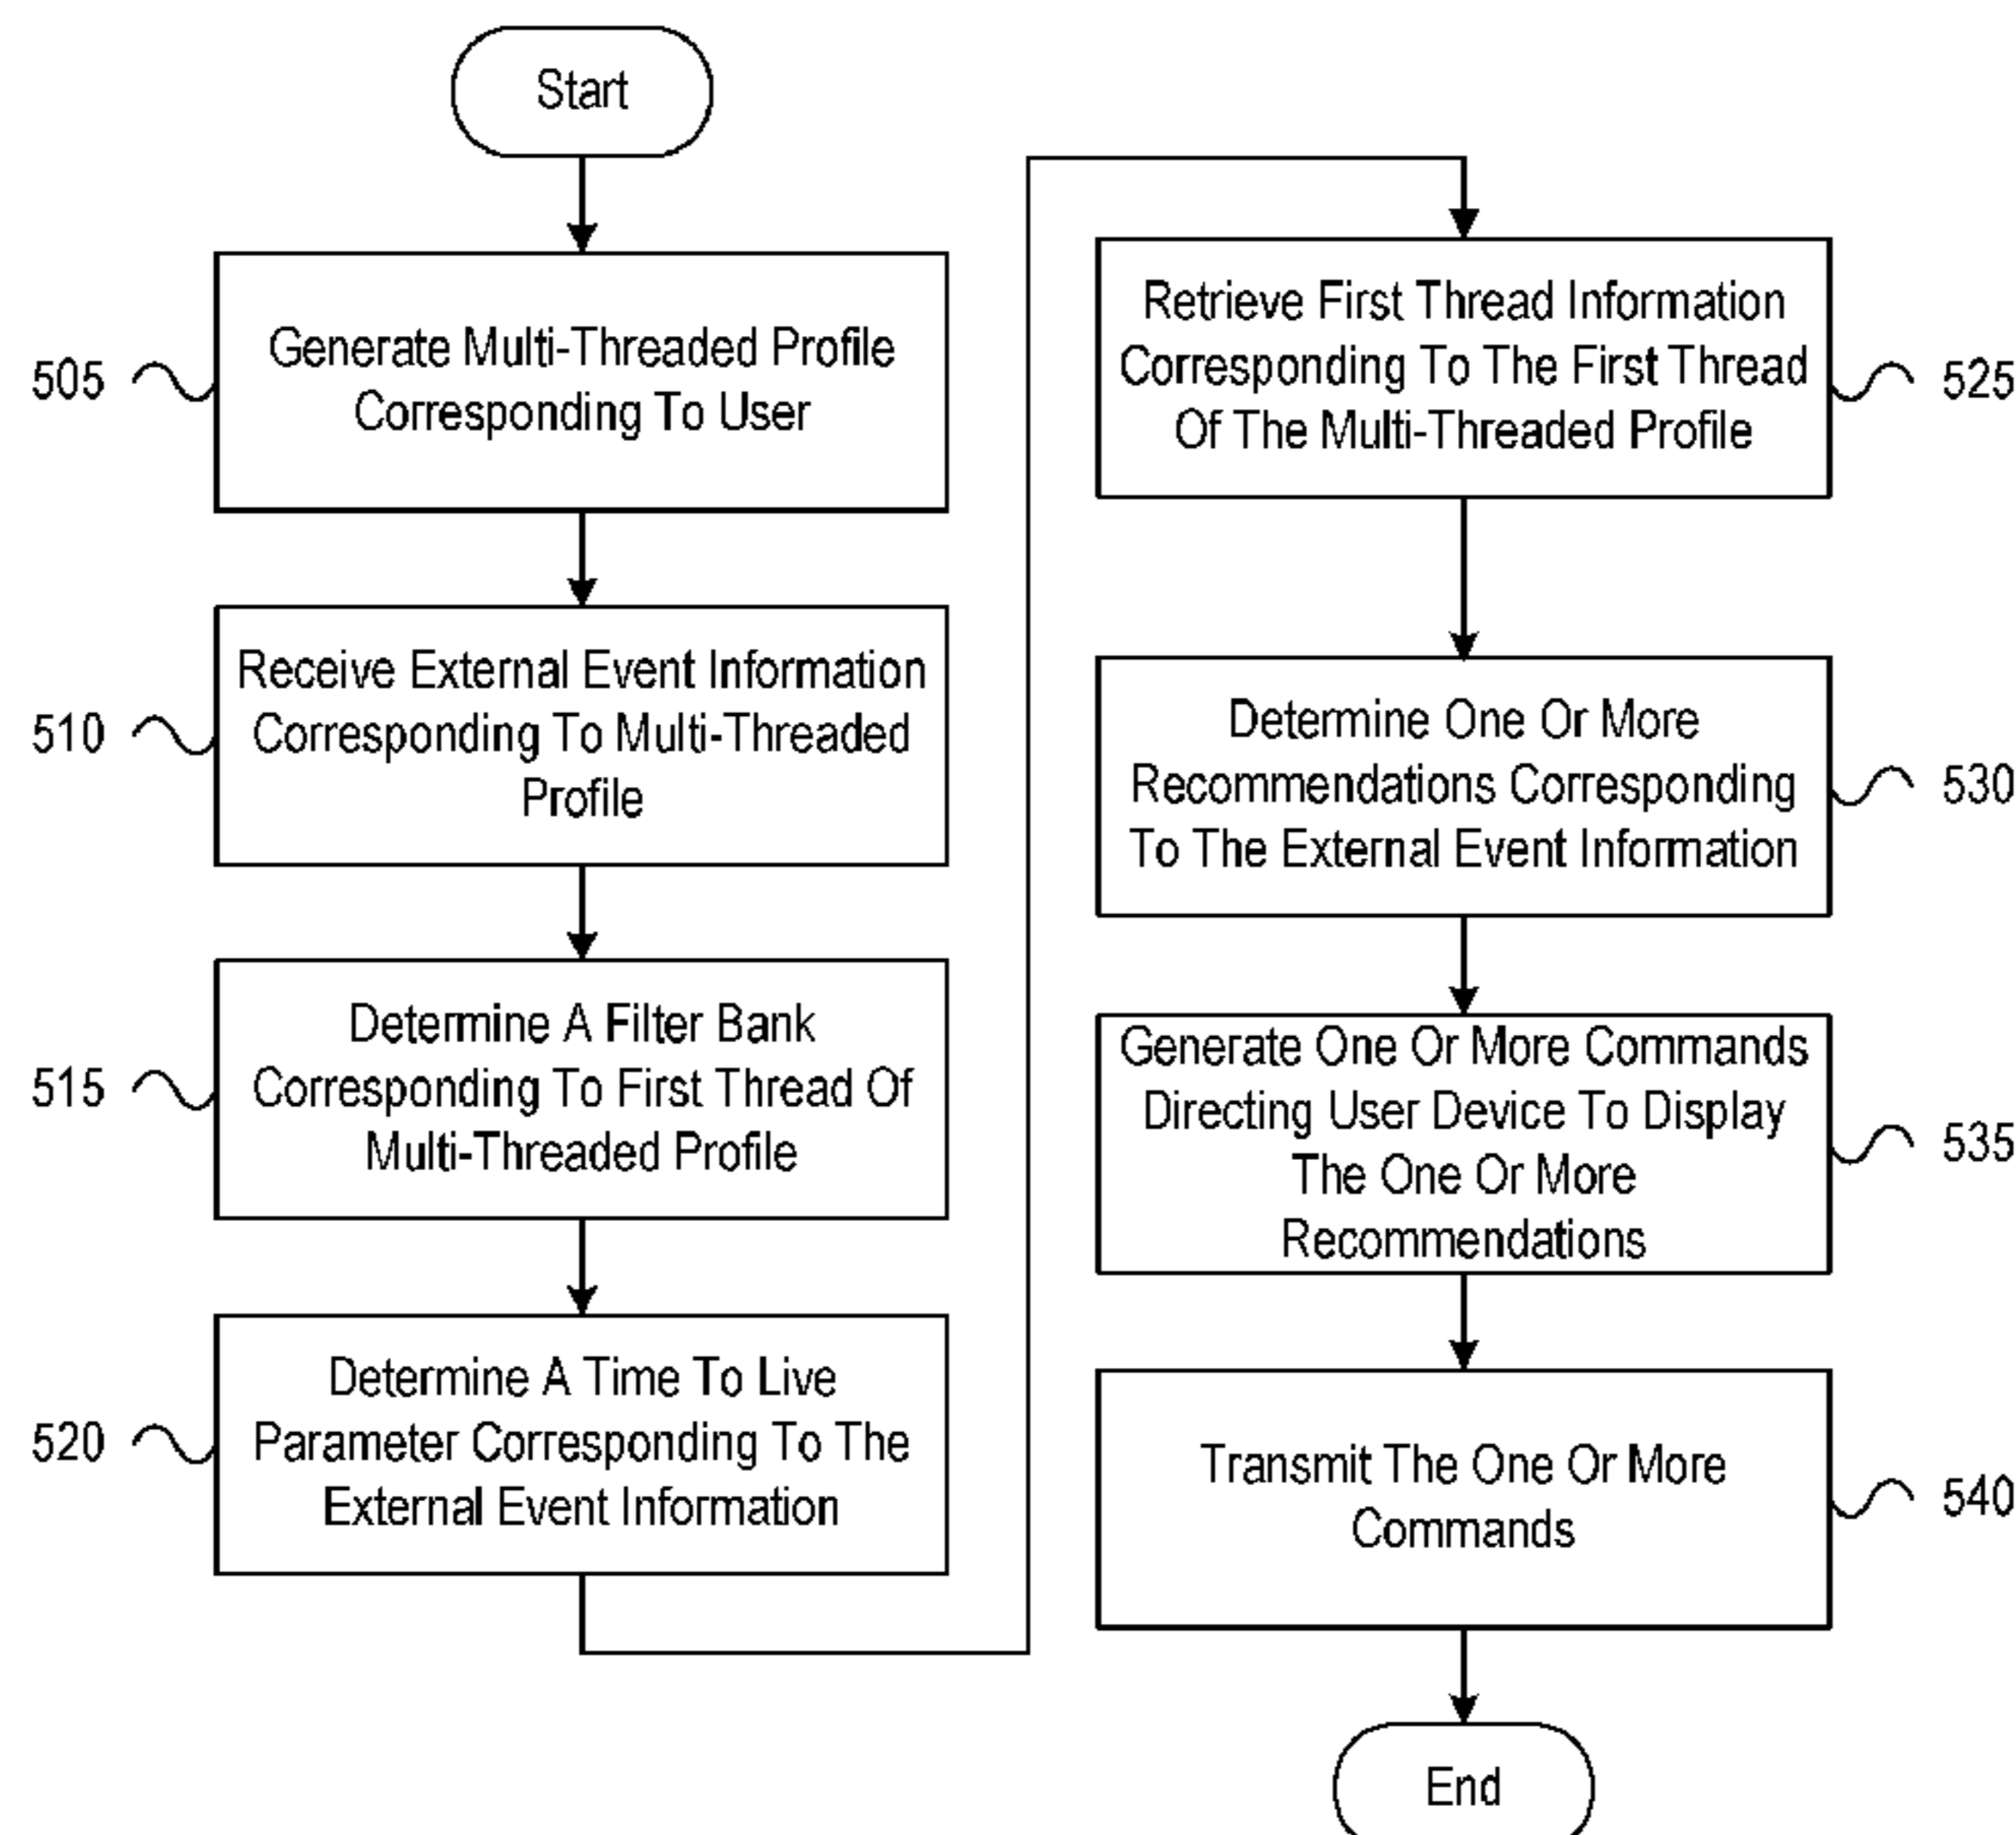 Start
505
Generate Multi-Threaded Profile
Corresponding To User
510
Receive External Event Information
Corresponding To Multi-Threaded
Profile
515
Determine A Filter Bank
Corresponding To First Thread Of
Multi-Threaded Profile
520
Determine A Time To Live
Parameter Corresponding To The
External Event Information
Retrieve First Thread Information
Corresponding To The First Thread
Of The Multi-Threaded Profile
525
Determine One Or More
Recommendations Corresponding
To The External Event Information
530
Generate One Or More Commands
Directing User Device To Display
The One Or More
Recommendations
535
Transmit The One Or More
Commands
540
End